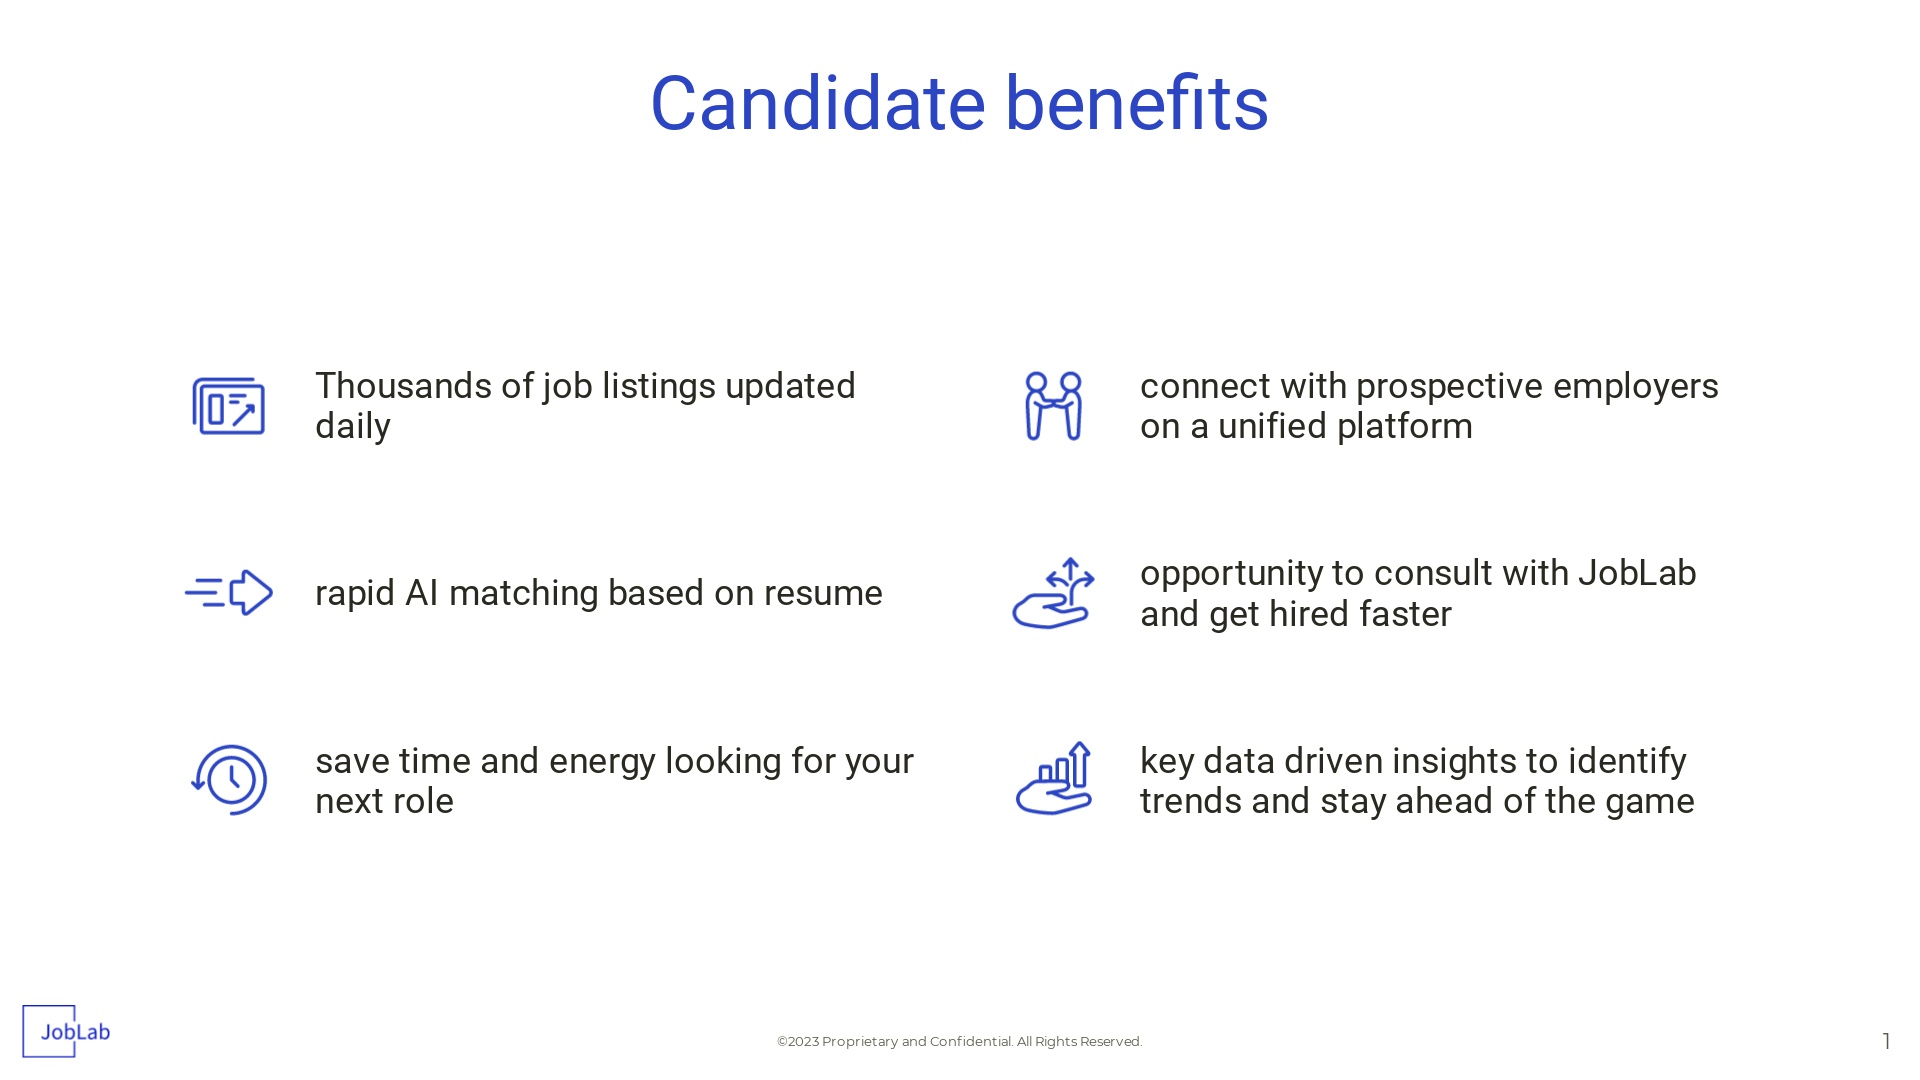 Candidate benefits
Thousands of job listings updated
daily
connect with prospective employers
on a unified platform
rapid AI matching based on resume
opportunity to consult with JobLab
and get hired faster
save time and energy looking for your
next role
key data driven insights to identify
trends and stay ahead of the game
JobLab
©2023 Proprietary and Confidential. All Rights Reserved.
1